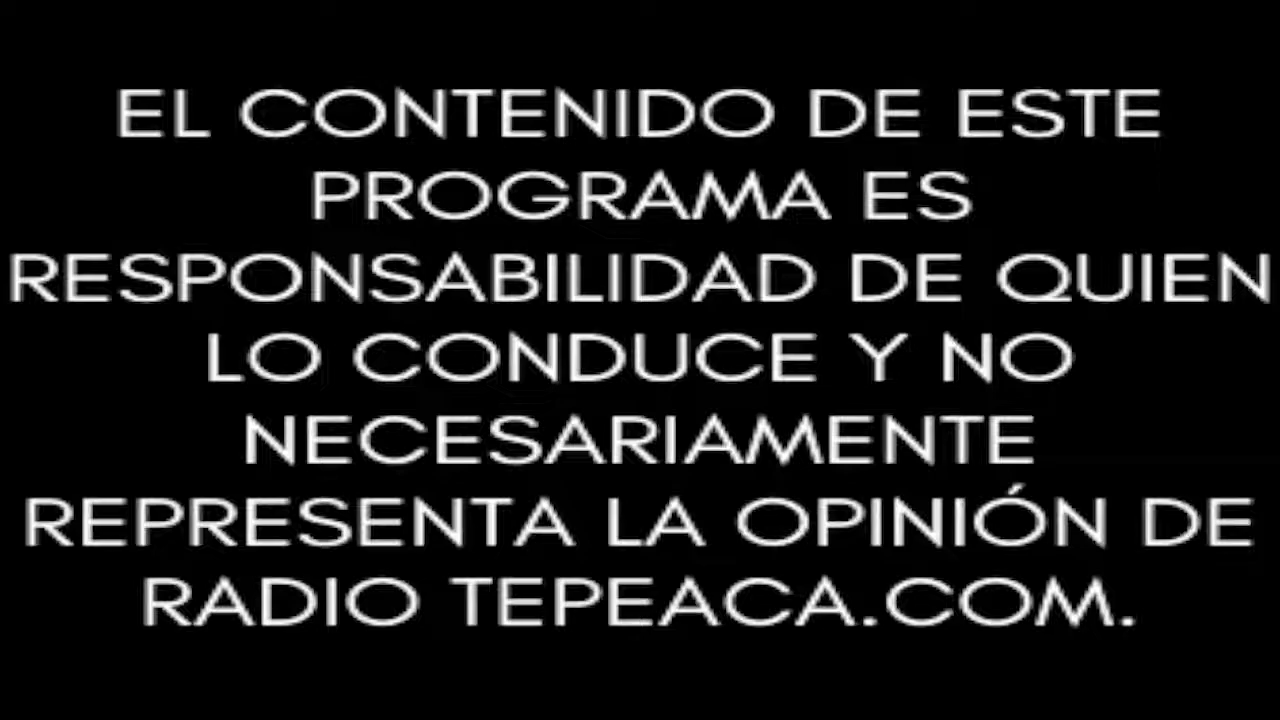 EL CONTENIDO DE ESTE
PROGRAMA ES
RESPONSABILIDAD DE QUIEN
LO CONDUCE Y NO
NECESARIAMENTE
REPRESENTA LA OPINIÓN DE
RADIO TEPEACA.COM.